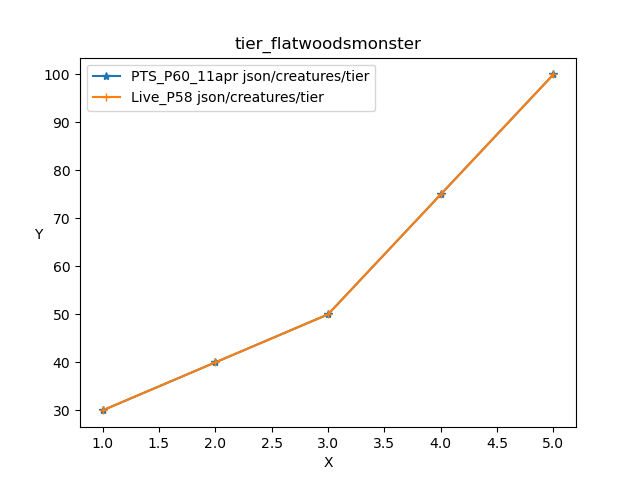 tier_flatwoodsmonster
PTS_P60_11apr json/creatures/tier
Live_P58 json/creatures/tier
100
90
80
70
Y
60
50
40
30
1.0 1.5 2.0 2.5 3.0 3.5 4.0 4.5 5.0
X